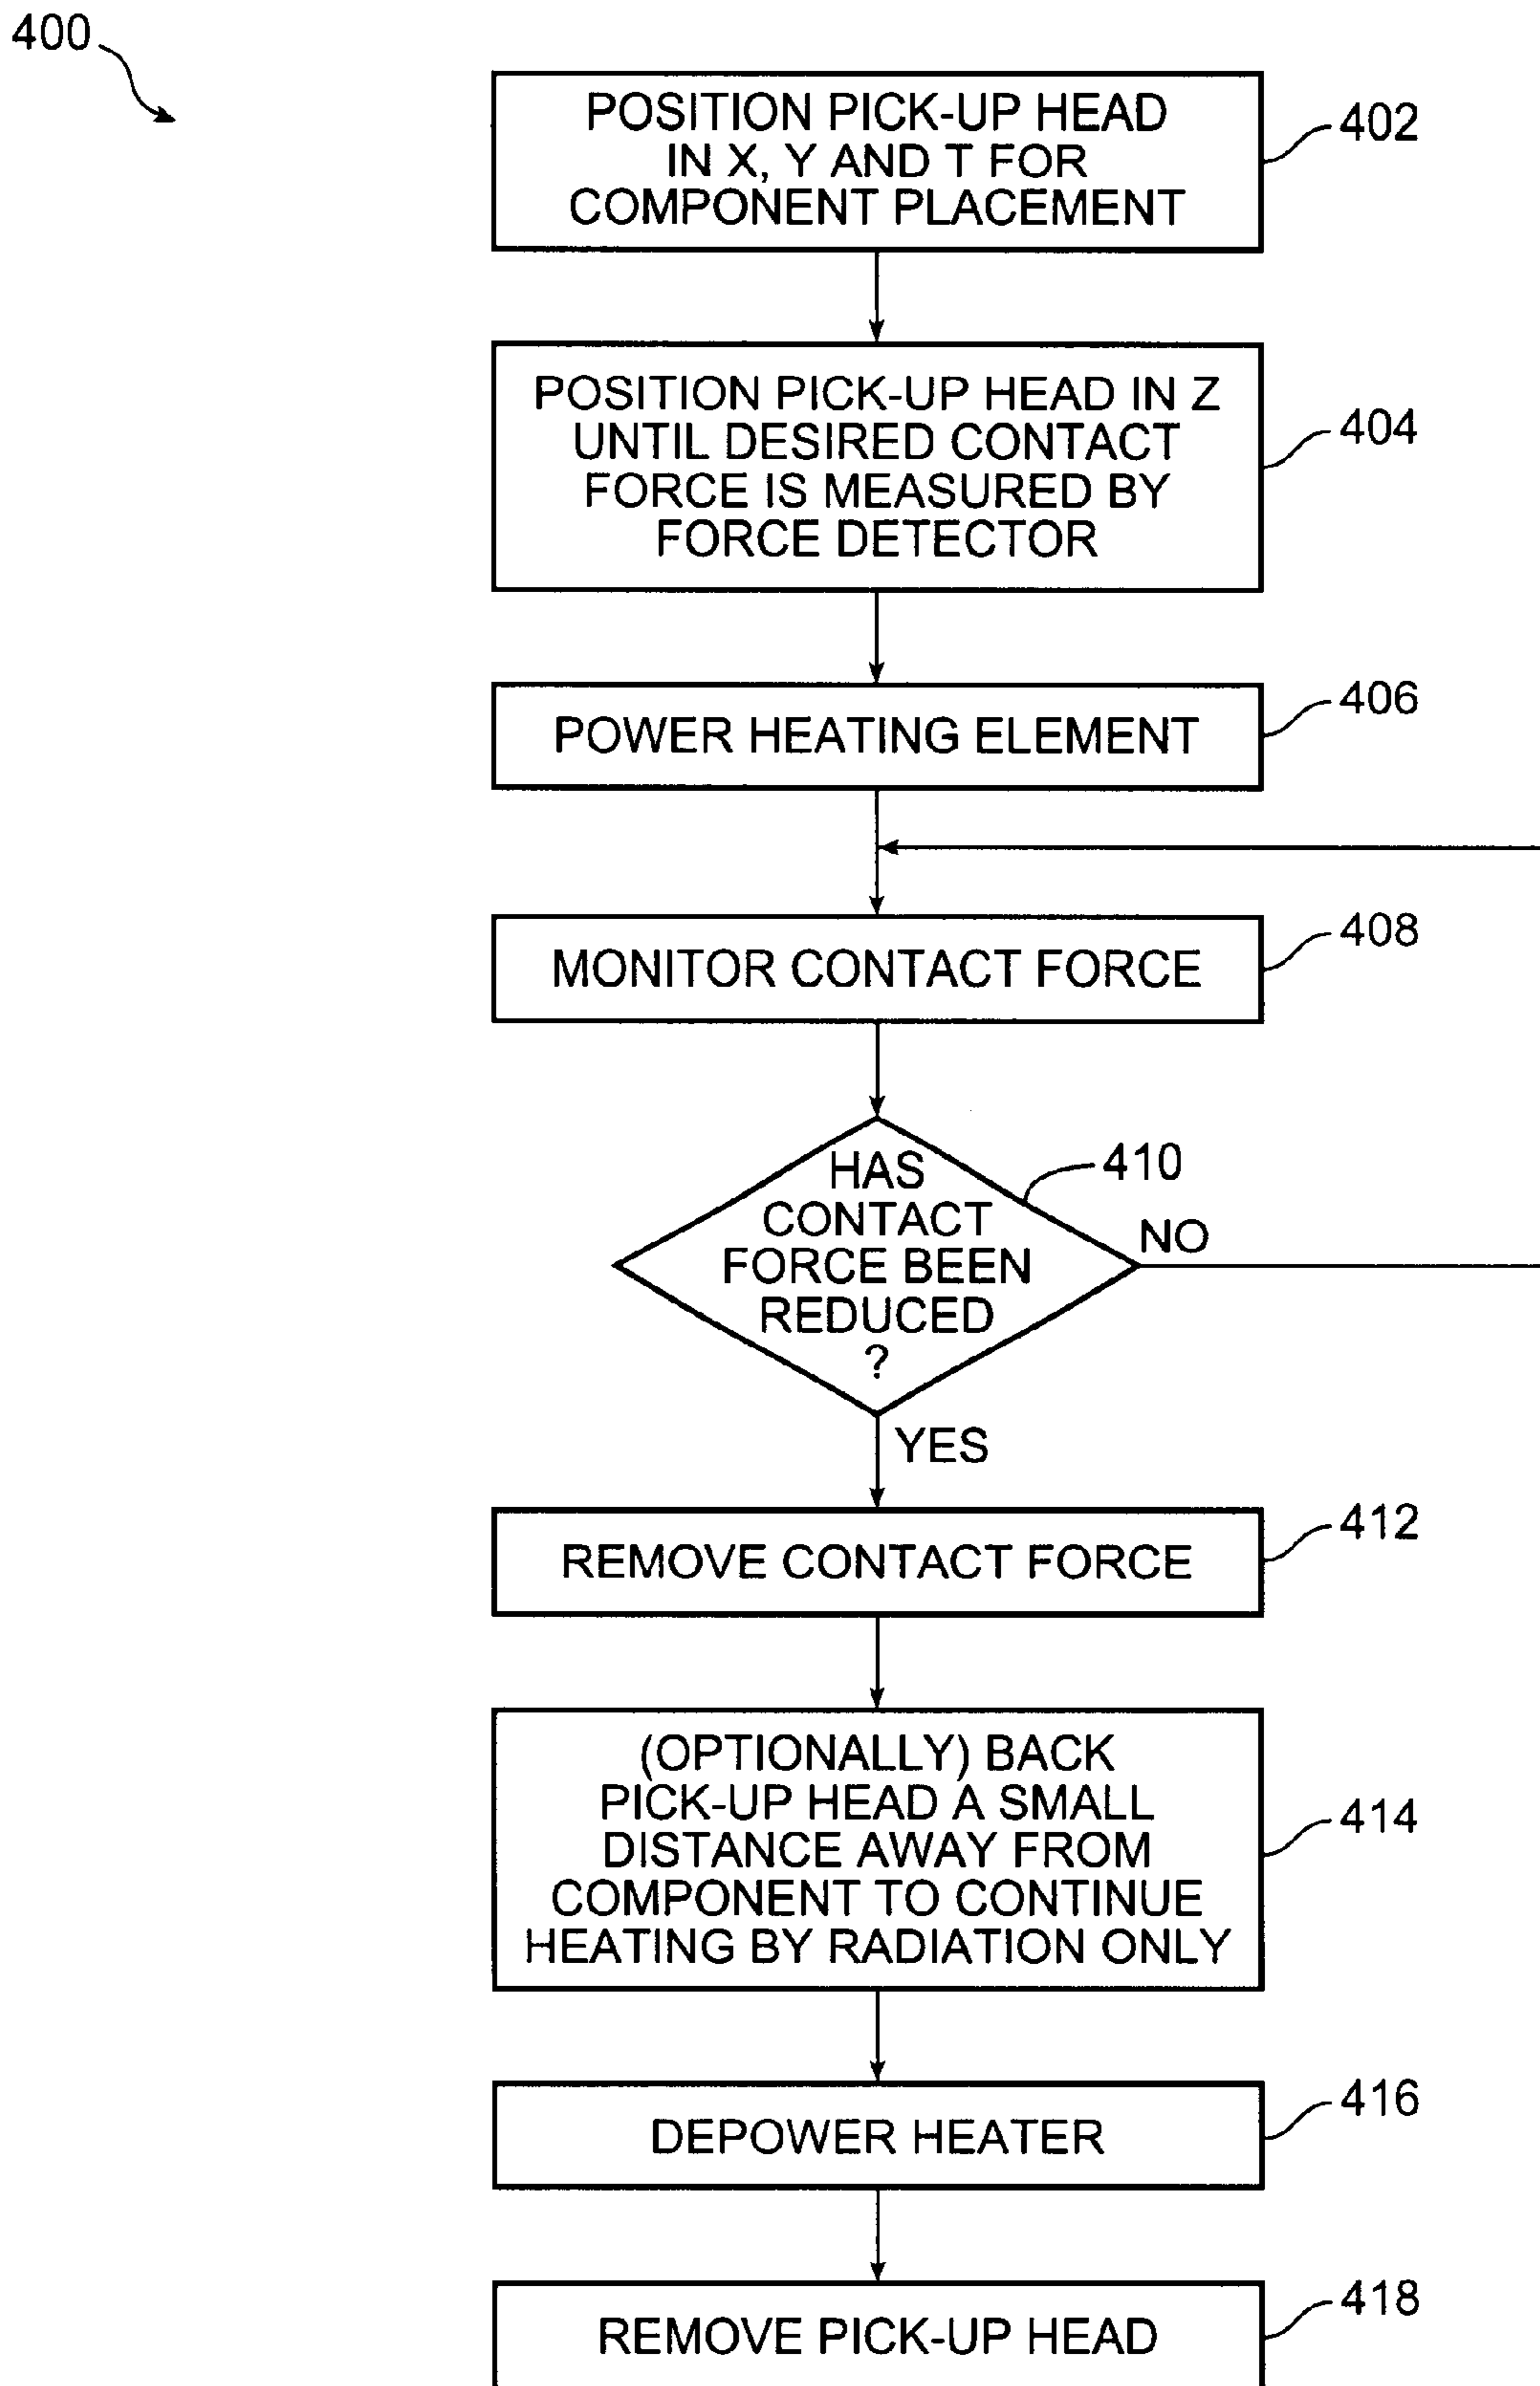 400
POSITION PICK-UP HEAD
IN X, Y AND T FOR
COMPONENT PLACEMENT
402
POSITION PICK-UP HEAD IN Z
UNTIL DESIRED CONTACT
FORCE IS MEASURED BY
FORCE DETECTOR
404
POWER HEATING ELEMENT
406
MONITOR CONTACT FORCE
408
HAS
CONTACT
FORCE BEEN
REDUCED
?
410
NO
YES
REMOVE CONTACT FORCE
412
(OPTIONALLY) BACK
PICK-UP HEAD A SMALL
DISTANCE AWAY FROM
COMPONENT TO CONTINUE
HEATING BY RADIATION ONLY
414
DEPOWER HEATER
416
REMOVE PICK-UP HEAD
418